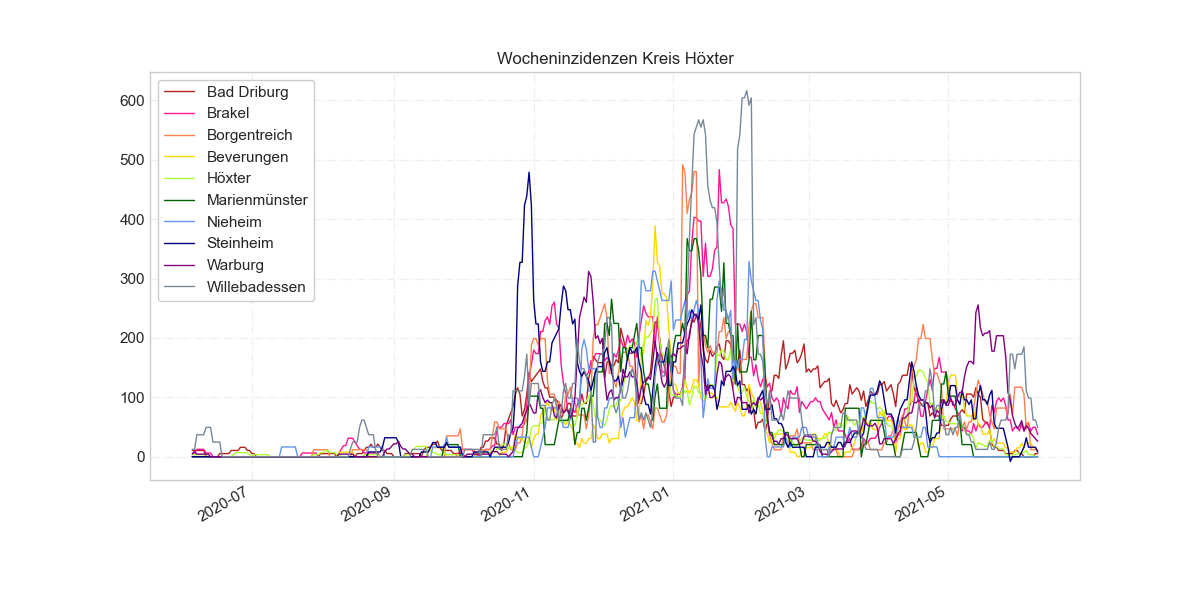 Wocheninzidenzen Kreis Höxter
Bad Driburg
Brakel
Borgentreich
Beverungen
Höxter
Marienmünster
Nieheim
Steinheim
Warburg
Willebadessen
600
500
400
300
200
100
0
2020-07
2020-09
2020-11
2021-01
2021-03
2021-05